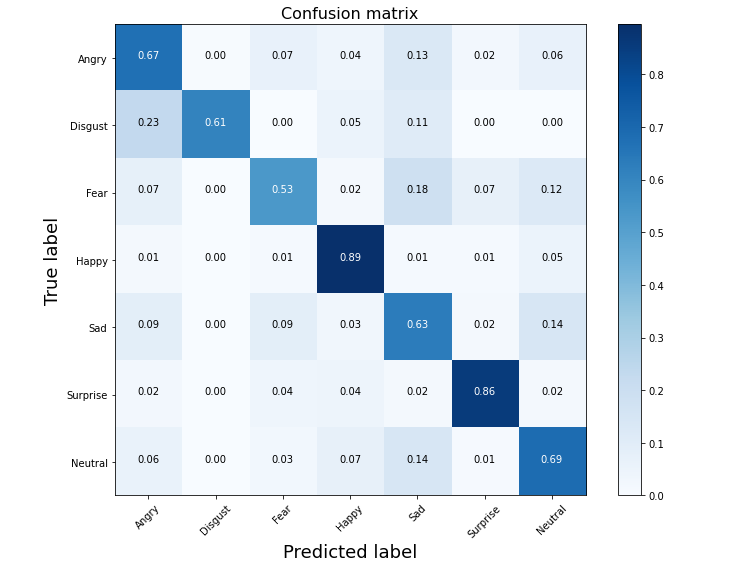 Confusion matrix
Angry 0.67 0.00 0.07 0.04 0.13 0.02 0.06
Disgust 0.23 0.61 0.00 0.05 0.11 0.00 0.00
Fear 0.07 0.00 0.53 0.02 0.18 0.07 0.12
Happy 0.01 0.00 0.01 0.89 0.01 0.01 0.05
Sad 0.09 0.00 0.09 0.03 0.63 0.02 0.14
Surprise 0.02 0.00 0.04 0.04 0.02 0.86 0.02
Neutral 0.06 0.00 0.03 0.07 0.14 0.01 0.69
Angry Disgust Fear Happy Sad Surprise Neutral
Predicted label
True label
0.8
0.7
0.6
0.5
0.4
0.3
0.2
0.1
0.0